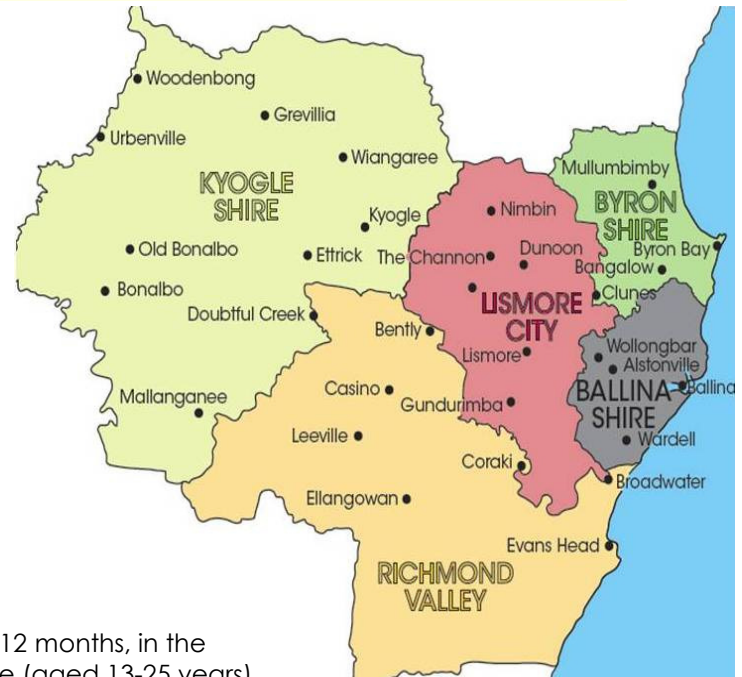 Woodenbong
Grevillia
Urbenville
Wiangaree
Mullumbimby
KYOGLE
SHIRE
BYRON
SHIRE
Kyogle
Nimbin
Old Bonalbo
Ettrick
The Channon
Dunoon
Byron Bay
Bangalow
Bonalbo
Clunes
Doubtful Creek
LISMORE
CITY
Bently
Wollongbar
Lismore
Alstonville
Mallanganee
Casino
BALLINA
SHIRE
Ballina
Gundurimba
Leeville
Wardell
Coraki
Broadwater
Ellangowan
Evans Head
RICHMOND
VALLEY
12 months, in the
e (aged 13-25 years)